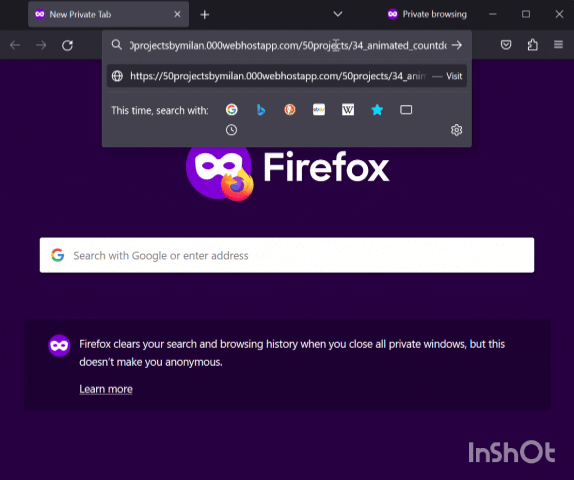 New Private Tab
Private browsing
0projectsbymilan.000webhostapp.com/50projects/34_animated_countdo
https://50projectsbymilan.000webhostapp.com/50projects/34_anim — Visit
This time, search with:
Firefox
Search with Google or enter address
Firefox clears your search and browsing history when you close all private windows, but this
doesn't make you anonymous.
Learn more
InShOt